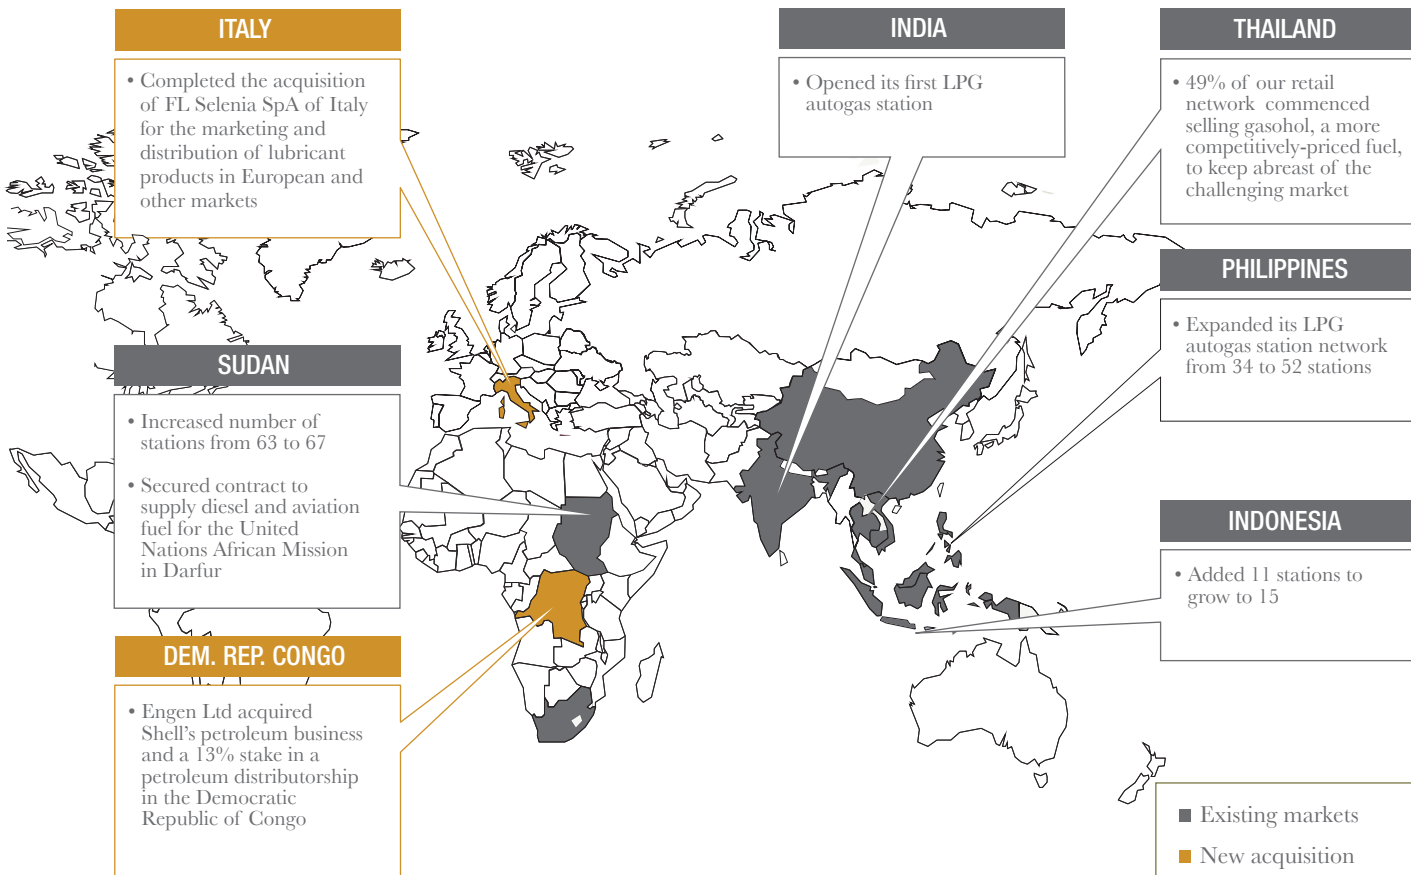 ITALY
• Completed the acquisition
of FL Selenia SpA of Italy
for the marketing and
distribution of lubricant
products in European and
other markets
SUDAN
• Increased number of
stations from 63 to 67
• Secured contract to
supply diesel and aviation
fuel for the United
Nations African Mission
in Darfur
DEM. REP. CONGO
• Engen Ltd acquired
Shell's petroleum business
and a 13% stake in a
petroleum distributorship
in the Democratic
Republic of Congo
INDIA
• Opened its first LPG
autogas station
THAILAND
• 49% of our retail
network commenced
selling gasohol, a more
competitively-priced fuel,
to keep abreast of the
challenging market
PHILIPPINES
• Expanded its LPG
autogas station network
from 34 to 52 stations
INDONESIA
• Added 11 stations to
grow to 15
Existing markets
New acquisition